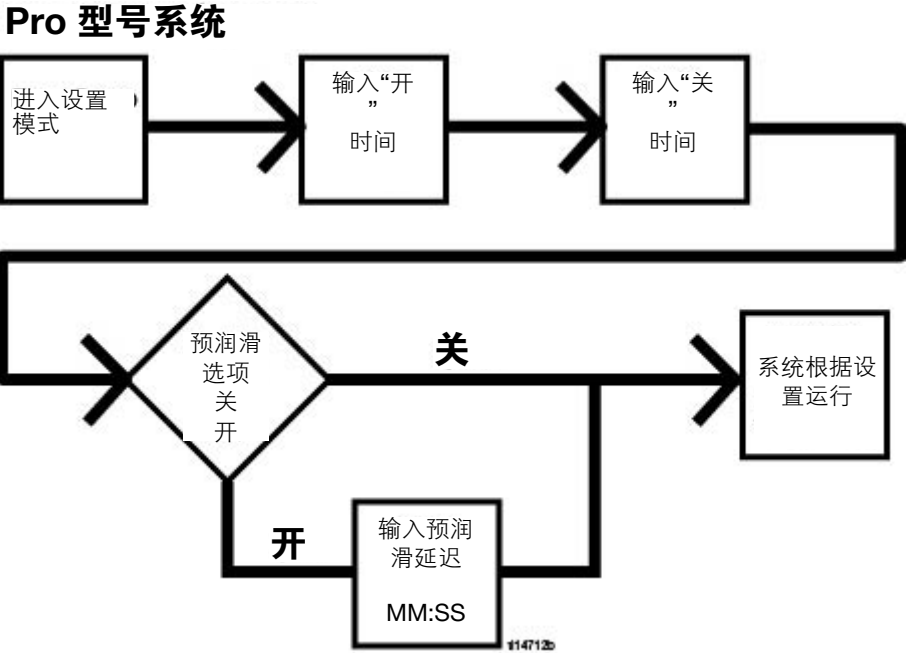 Pro 型号系统
进入设置
模式
输入“开
”
时间
输入“关
”
时间
预润滑
选项
关
开
关
系统根据设
置运行
开
输入预润
滑延迟
MM:SS
ti14712b